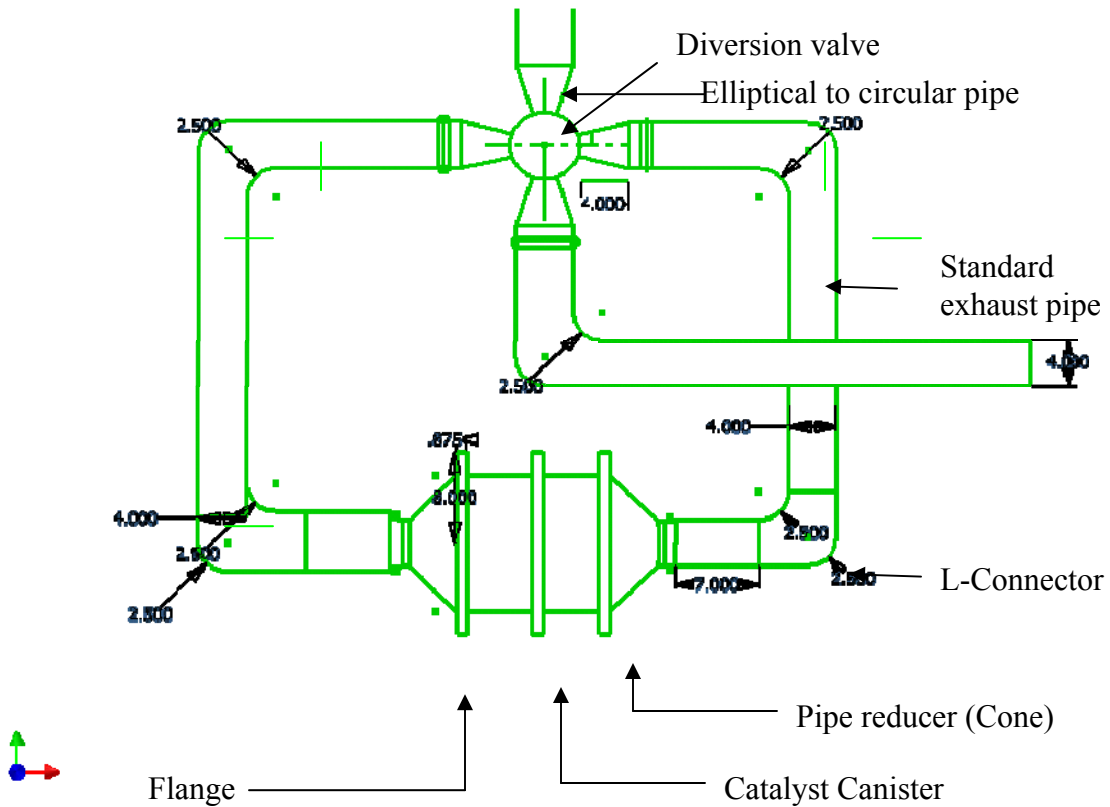 Diversion valve
Elliptical to circular pipe
2.500
2.500
4.000
Standard
exhaust pipe
2.500
4.000
4.000
.875
8.000
4.000
2.500
2.500
2.500
2.500
7.000
L-Connector
Pipe reducer (Cone)
Flange
Catalyst Canister